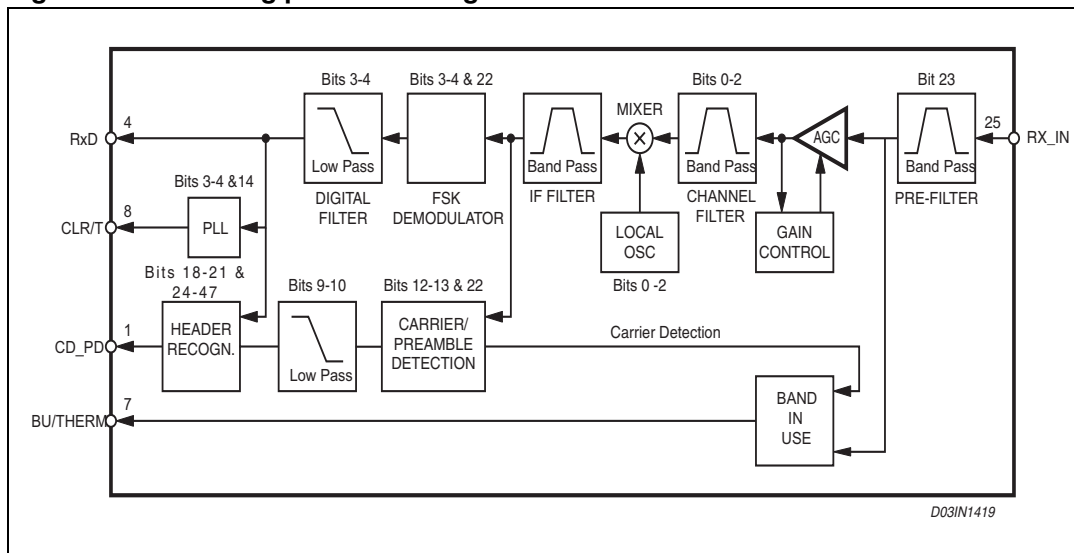 Bits 3-4
Bits 3-4 & 22
Bits 0-2
Bit 23
MIXER
4
RxD
Low Pass
Band Pass
Band Pass
AGC
Band Pass
25
RX_IN
DIGITAL
FILTER
FSK
DEMODULATOR
IF FILTER
CHANNEL
FILTER
PRE-FILTER
Bits 3-4 &14
8
CLR/T
PLL
LOCAL
OSC
GAIN
CONTROL
Bits 18-21 &
24-47
Bits 9-10
Bits 12-13 & 22
Bits 0 -2
1
CD_PD
HEADER
RECOGN.
Low Pass
CARRIER/
PREAMBLE
DETECTION
Carrier Detection
7
BU/THERM
BAND
IN
USE
D03IN1419